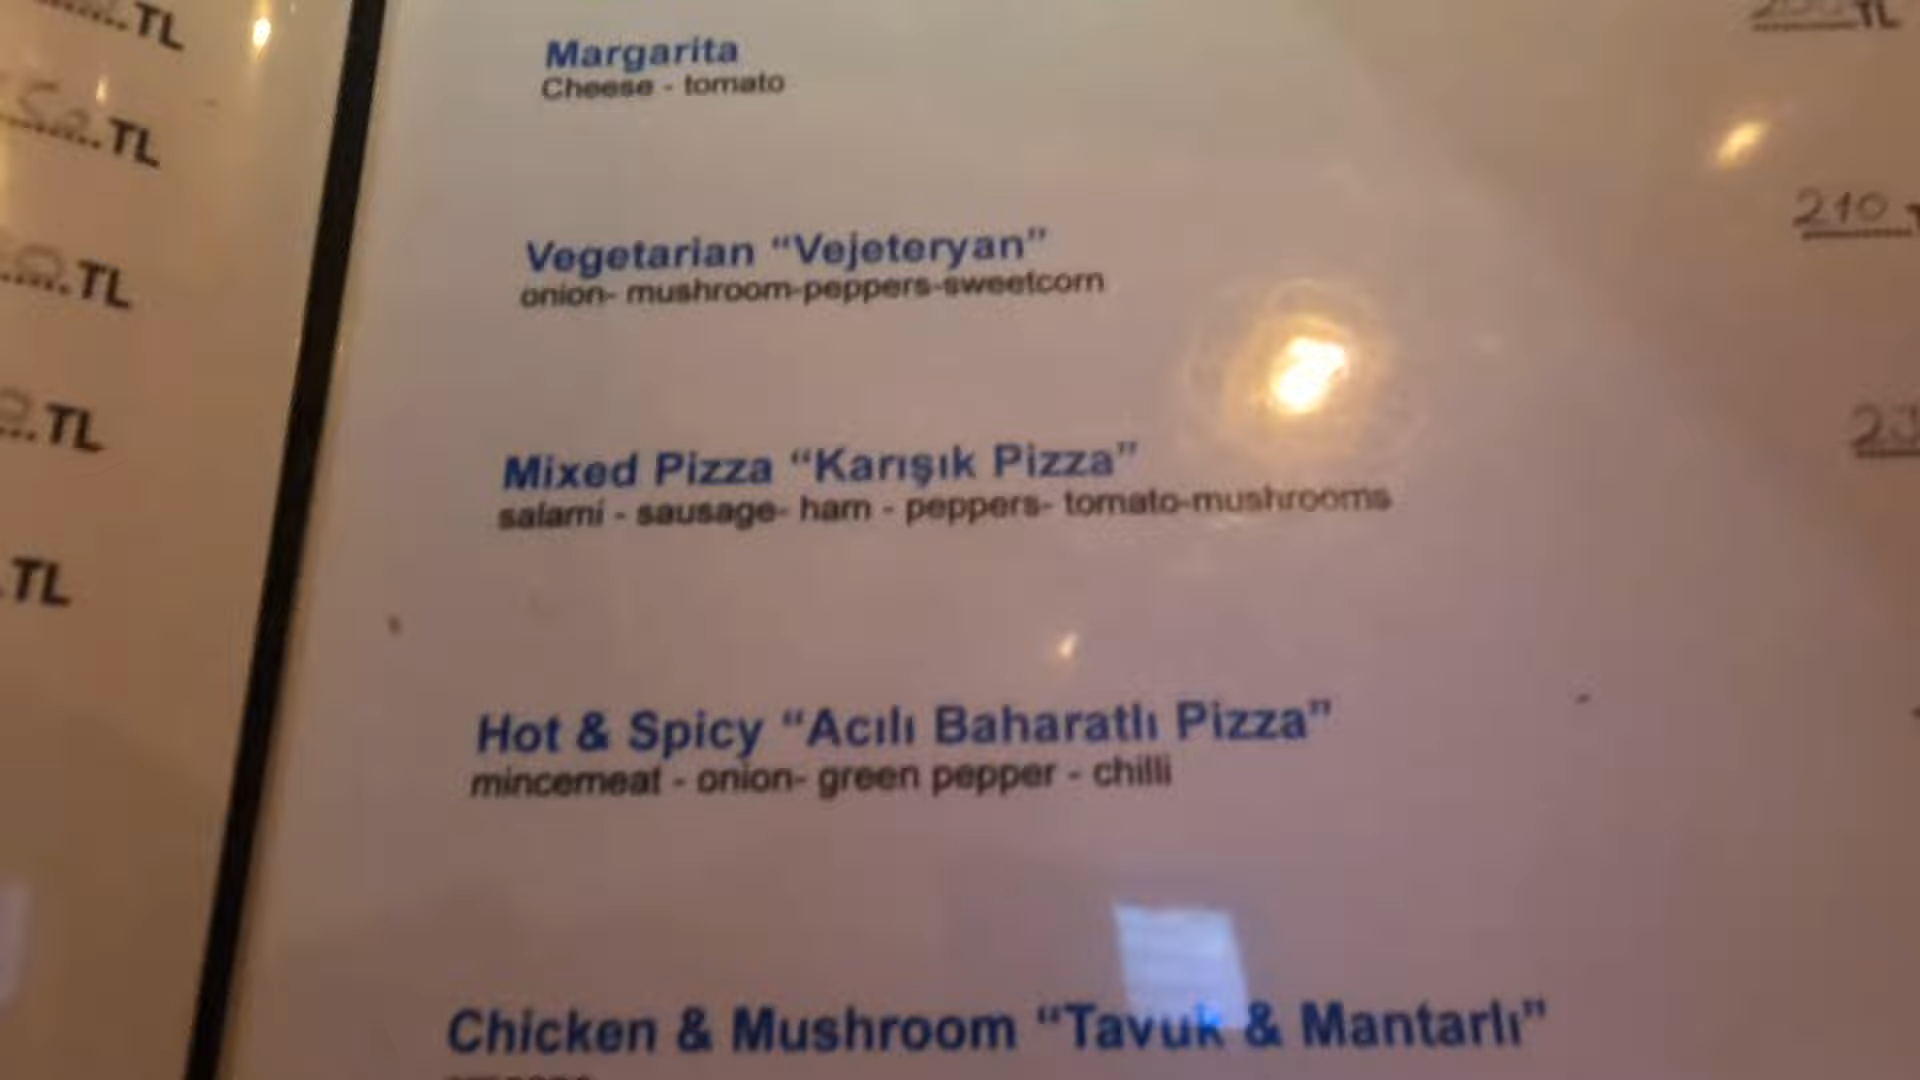 TL
TL
TL
TL
TL
Margarita
Cheese - tomato
TL
Vegetarian “Vejeteryan”
onion- mushroom-peppers-sweetcorn
210
Mixed Pizza “Karışık Pizza”
salami - sausage- ham - peppers- tomato-mushrooms
Hot & Spicy “Acılı Baharatlı Pizza”
mincemeat - onion- green pepper - chilli
Chicken & Mushroom “Tavuk & Mantarlı”